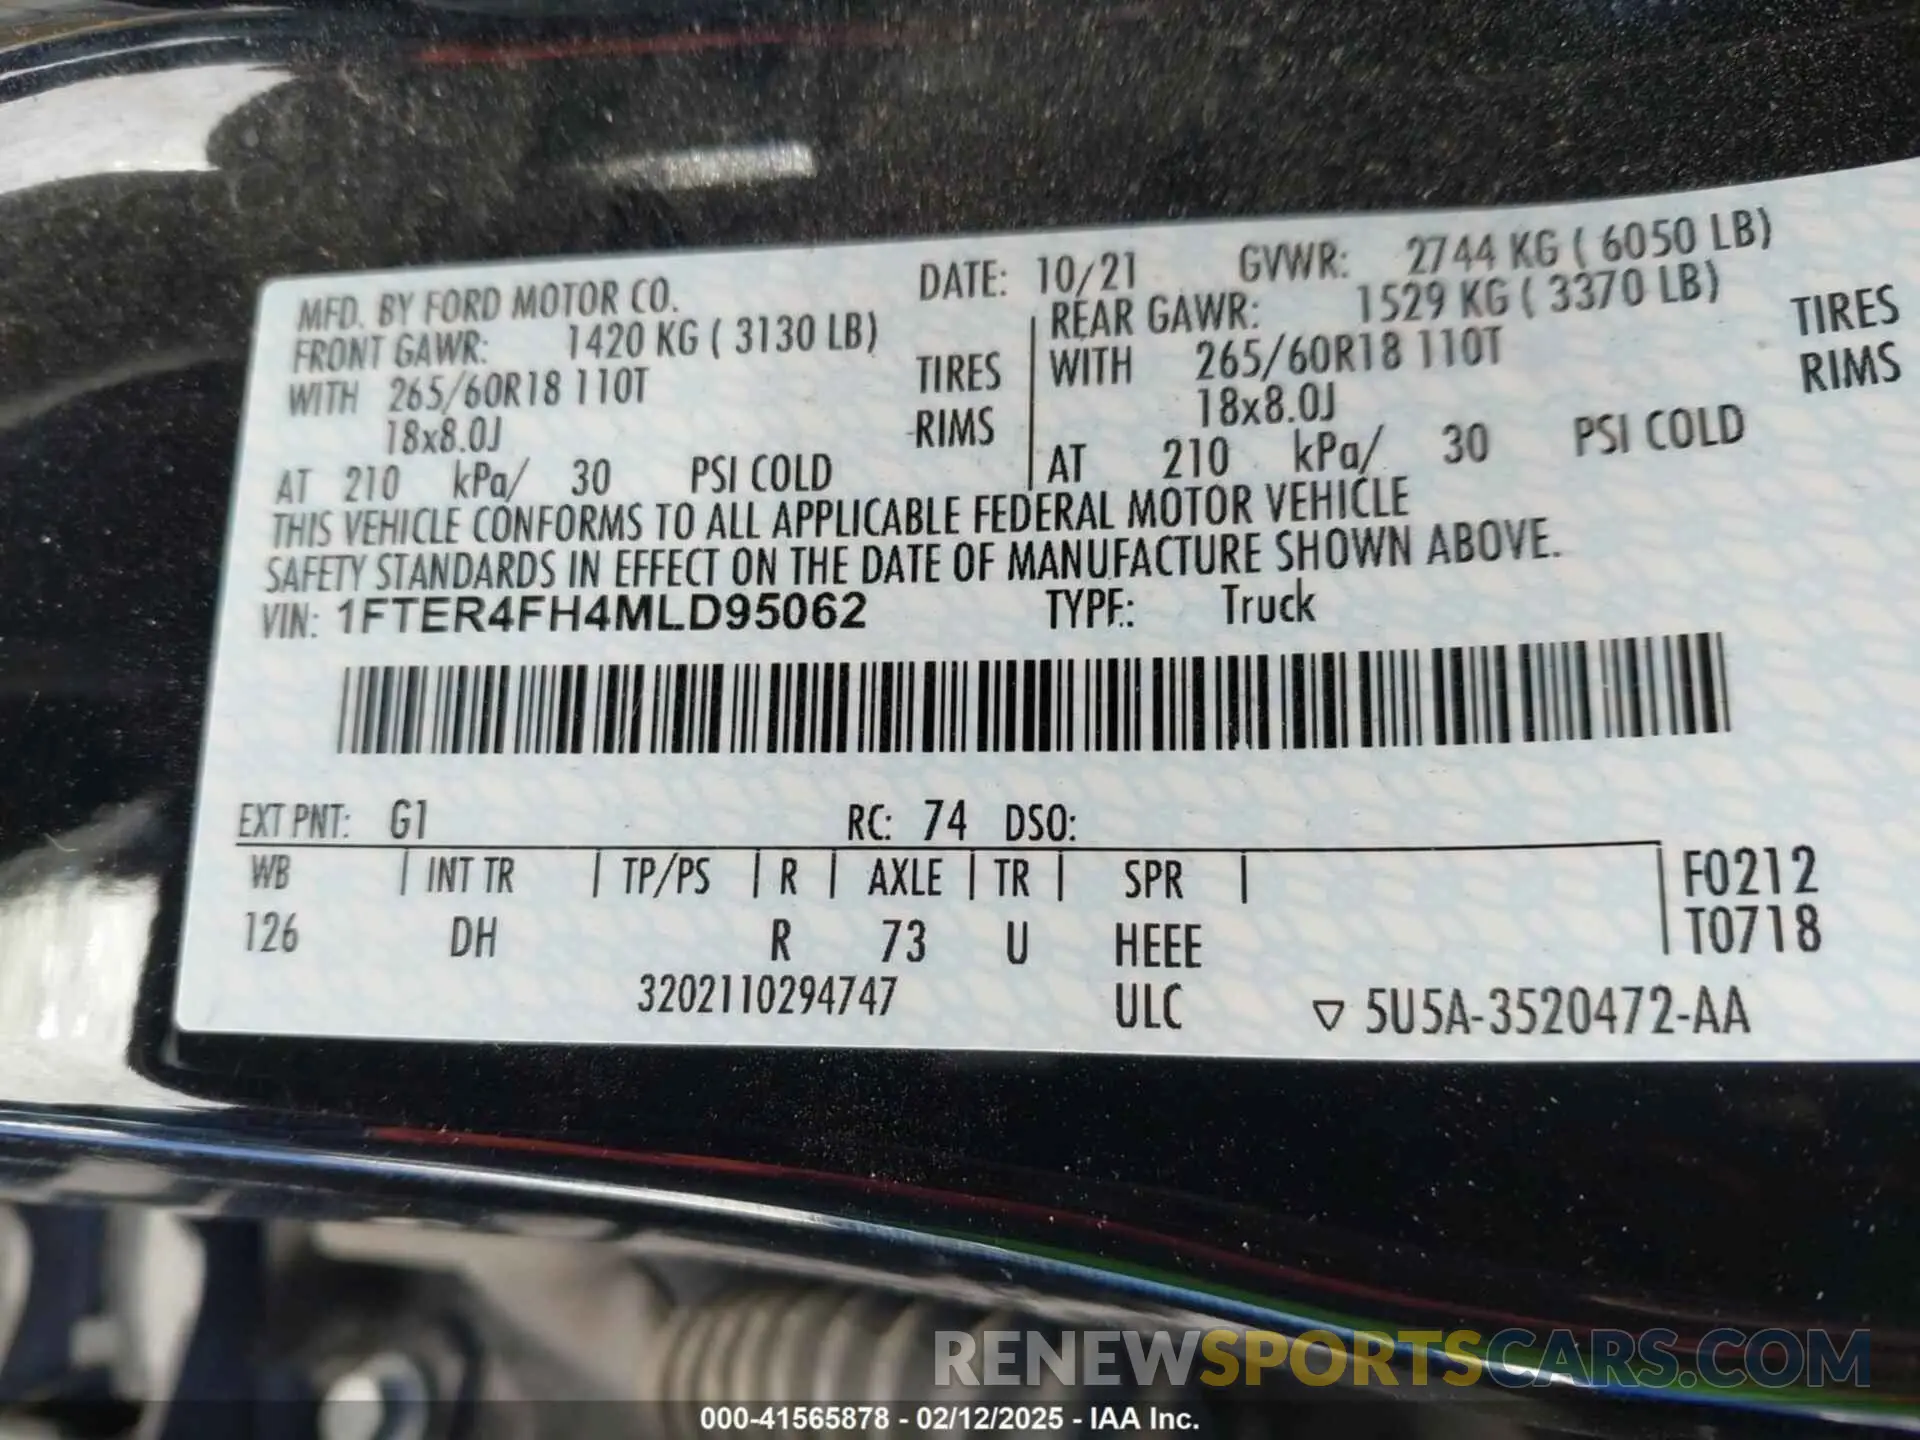 MFD. BY FORD MOTOR CO. DATE: 10/21 GVWR: 2744 KG ( 6050 LB)
FRONT GAWR: 1420 KG ( 3130 LB) REAR GAWR: 1529 KG ( 3370 LB)
WITH 265/60R18 110T TIRES WITH 265/60R18 110T TIRES
18x8.0J RIMS 18x8.0J RIMS
AT 210 kPa/ 30 PSI COLD AT 210 kPa/ 30 PSI COLD
THIS VEHICLE CONFORMS TO ALL APPLICABLE FEDERAL MOTOR VEHICLE
SAFETY STANDARDS IN EFFECT ON THE DATE OF MANUFACTURE SHOWN ABOVE.
VIN: 1FTER4FH4MLD95062 TYPE: Truck
EXT PNT: G1 RC: 74 DSO:
WB INT TR TP/PS R AXLE TR SPR F0212
126 DH R 73 U HEEE T0718
3202110294747 ULC ▽ 5U5A-3520472-AA
RENEWSPORTSCARS.COM
000-41565878 - 02/12/2025 - IAA Inc.